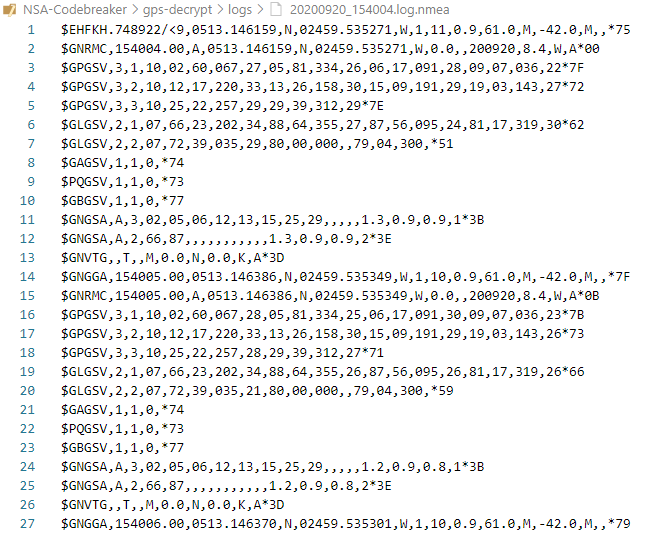 NSA-Codebreaker > gps-decrypt > logs > 20200920_154004.log.nmea
1 $EHFKH.748922/<9,0513.146159,N,02459.535271,W,1,11,0.9,61.0,M,-42.0,M,,*75
2 $GNRMC,154004.00,A,0513.146159,N,02459.535271,W,0.0,,200920,8.4,W,A*00
3 $GPGSV,3,1,10,02,60,067,27,05,81,334,26,06,17,091,28,09,07,036,22*7F
4 $GPGSV,3,2,10,12,17,220,33,13,26,158,30,15,09,191,29,19,03,143,27*72
5 $GPGSV,3,3,10,25,22,257,29,29,39,312,29*7E
6 $GLGSV,2,1,07,66,23,202,34,88,64,355,27,87,56,095,24,81,17,319,30*62
7 $GLGSV,2,2,07,72,39,035,29,80,00,000,,79,04,300,*51
8 $GAGSV,1,1,0,*74
9 $PQGSV,1,1,0,*73
10 $GBGSV,1,1,0,*77
11 $GNGSA,A,3,02,05,06,12,13,15,25,29,,,,,1.3,0.9,0.9,1*3B
12 $GNGSA,A,2,66,87,,,,,,,,,,,1.3,0.9,0.9,2*3E
13 $GNVTG,,T,,M,0.0,N,0.0,K,A*3D
14 $GNGGA,154005.00,0513.146386,N,02459.535349,W,1,10,0.9,61.0,M,-42.0,M,,*7F
15 $GNRMC,154005.00,A,0513.146386,N,02459.535349,W,0.0,,200920,8.4,W,A*0B
16 $GPGSV,3,1,10,02,60,067,28,05,81,334,25,06,17,091,30,09,07,036,23*7B
17 $GPGSV,3,2,10,12,17,220,33,13,26,158,30,15,09,191,29,19,03,143,26*73
18 $GPGSV,3,3,10,25,22,257,28,29,39,312,27*71
19 $GLGSV,2,1,07,66,23,202,34,88,64,355,26,87,56,095,26,81,17,319,26*66
20 $GLGSV,2,2,07,72,39,035,21,80,00,000,,79,04,300,*59
21 $GAGSV,1,1,0,*74
22 $PQGSV,1,1,0,*73
23 $GBGSV,1,1,0,*77
24 $GNGSA,A,3,02,05,06,12,13,15,25,29,,,,,1.2,0.9,0.8,1*3B
25 $GNGSA,A,2,66,87,,,,,,,,,,,1.2,0.9,0.8,2*3E
26 $GNVTG,,T,,M,0.0,N,0.0,K,A*3D
27 $GNGGA,154006.00,0513.146370,N,02459.535301,W,1,10,0.9,61.0,M,-42.0,M,,*79